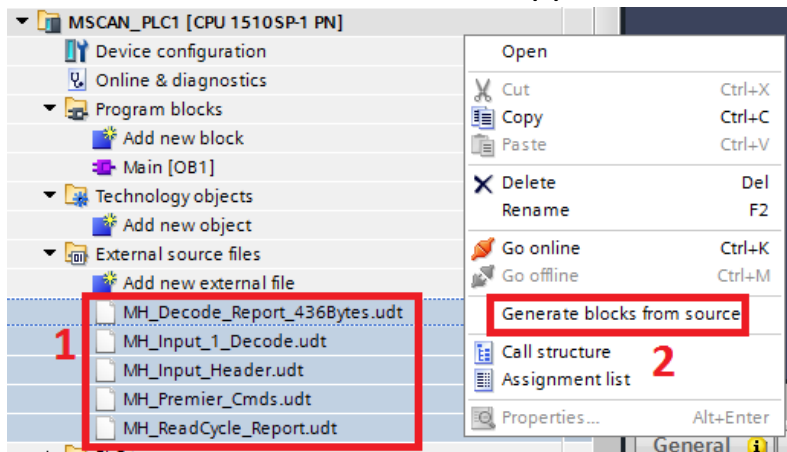 MSCAN_PLC1 [CPU 1510SP-1 PN]
Device configuration
Online & diagnostics
Program blocks
Add new block
Main [OB1]
Technology objects
Add new object
External source files
Add new external file
1
MH_Decode_Report_436Bytes.udt
MH_Input_1_Decode.udt
MH_Input_Header.udt
MH_Premier_Cmds.udt
MH_ReadCycle_Report.udt
Open
Cut Ctrl+X
Copy Ctrl+C
Paste Ctrl+V
Delete Del
Rename F2
Go online Ctrl+K
Go offline Ctrl+M
Generate blocks from source
2
Call structure
Assignment list
Properties... Alt+Enter
General